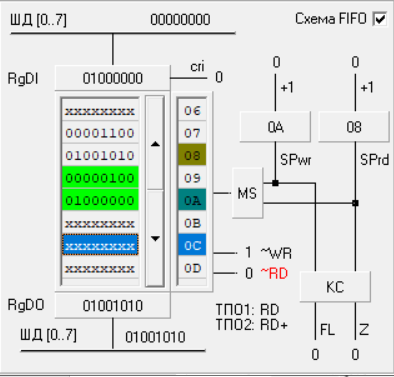 ШД [0..7] 00000000 Схема FIFO
cri 0 0 0
RgDI 01000000 +1 +1
xxxxxxxx 06
00001100 07 0A 08
01001010 08 SPwr SPrd
00000100 09
01000000 0A MS
xxxxxxxx 0B
xxxxxxxx 0C 1 ~WR
xxxxxxxx 0D 0 ~RD
КС
RgDO 01001010 ТПО1: RD
ТПО2: RD+
FL Z
ШД [0..7] 01001010
0 0